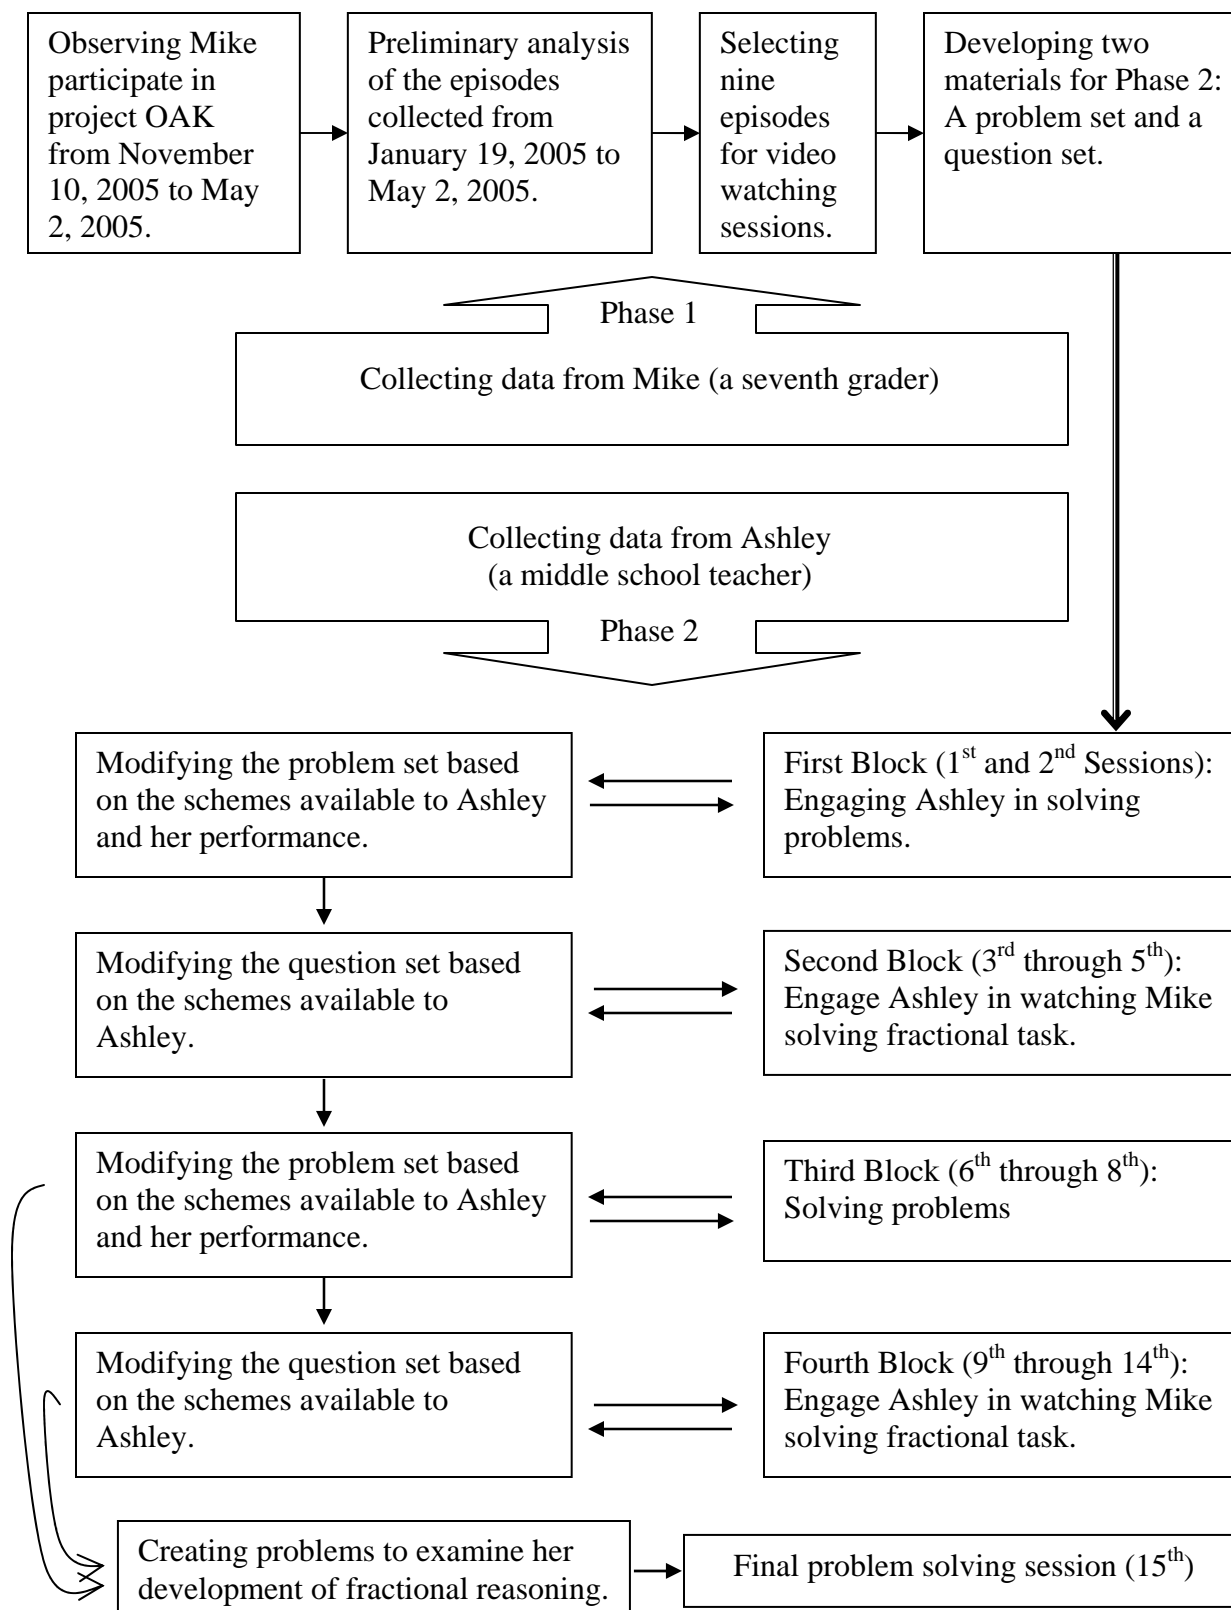 Observing Mike
participate in
project OAK
from November
10, 2005 to May
2, 2005.
Preliminary analysis
of the episodes
collected from
January 19, 2005 to
May 2, 2005.
Selecting
nine
episodes
for video
watching
sessions.
Developing two
materials for Phase 2:
A problem set and a
question set.
Phase 1
Collecting data from Mike (a seventh grader)
Collecting data from Ashley
(a middle school teacher)
Phase 2
Modifying the problem set based
on the schemes available to Ashley
and her performance.
First Block (1st and 2nd Sessions):
Engaging Ashley in solving
problems.
Modifying the question set based
on the schemes available to
Ashley.
Second Block (3rd through 5th):
Engage Ashley in watching Mike
solving fractional task.
Modifying the problem set based
on the schemes available to Ashley
and her performance.
Third Block (6th through 8th):
Solving problems
Modifying the question set based
on the schemes available to
Ashley.
Fourth Block (9th through 14th):
Engage Ashley in watching Mike
solving fractional task.
Creating problems to examine her
development of fractional reasoning.
Final problem solving session (15th)